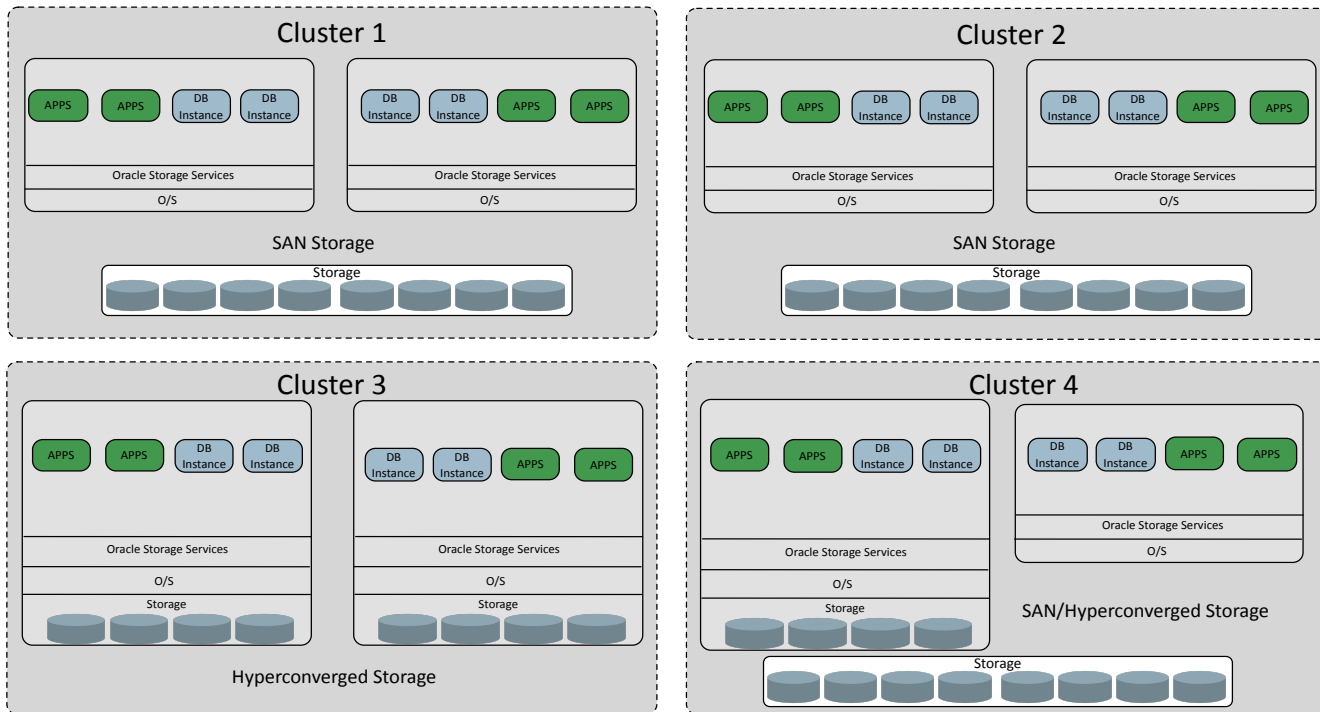 Cluster 1
APPS
APPS
DB
Instance
DB
Instance
Oracle Storage Services
O/S
DB
Instance
DB
Instance
APPS
APPS
Oracle Storage Services
O/S
SAN Storage
Storage
Cluster 2
APPS
APPS
DB
Instance
DB
Instance
Oracle Storage Services
O/S
DB
Instance
DB
Instance
APPS
APPS
Oracle Storage Services
O/S
SAN Storage
Storage
Cluster 3
APPS
APPS
DB
Instance
DB
Instance
Oracle Storage Services
O/S
Storage
DB
Instance
DB
Instance
APPS
APPS
Oracle Storage Services
O/S
Storage
Hyperconverged Storage
Cluster 4
APPS
APPS
DB
Instance
DB
Instance
Oracle Storage Services
O/S
Storage
DB
Instance
DB
Instance
APPS
APPS
Oracle Storage Services
O/S
SAN/Hyperconverged Storage
Storage